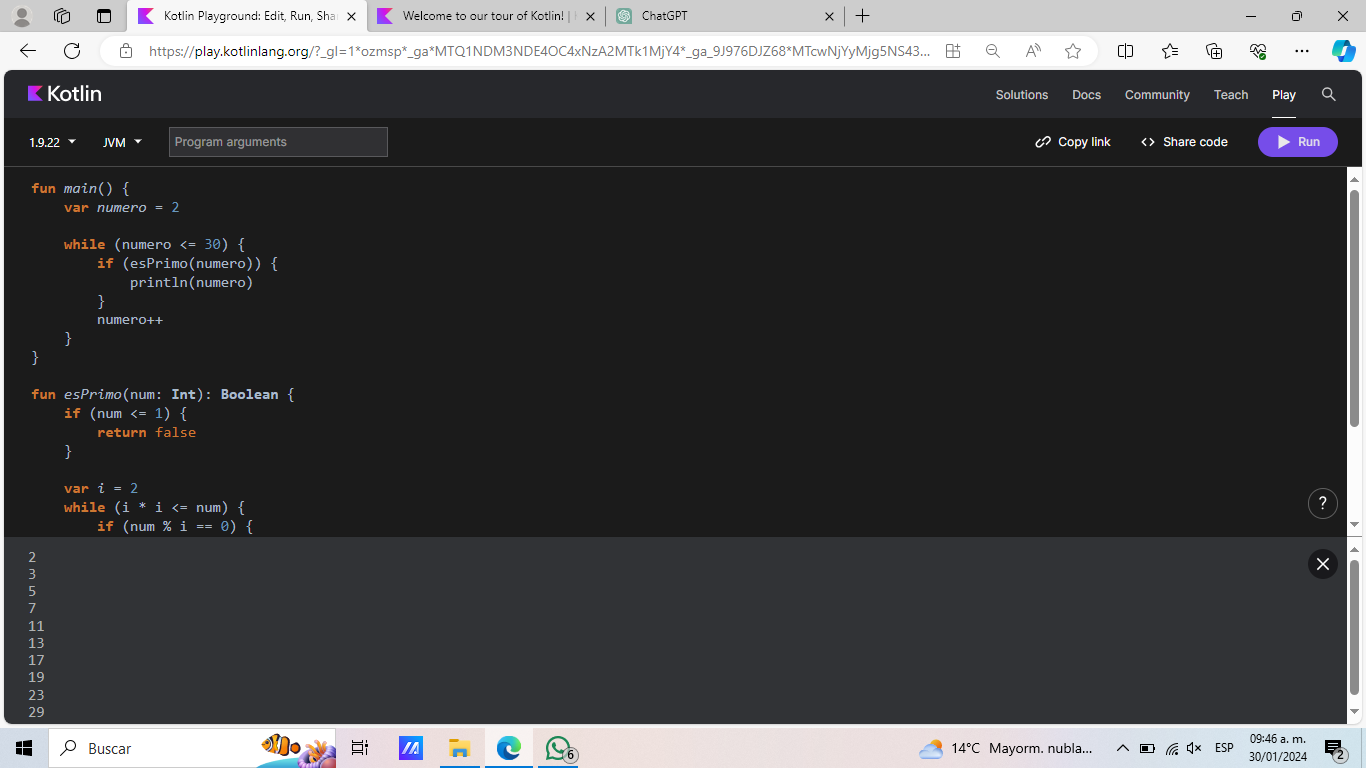 Kotlin Playground: Edit, Run, Sha
Welcome to our tour of Kotlin! |
ChatGPT
https://play.kotlinlang.org/?_gl=1*ozmsp*_ga*MTQ1NDM3NDE4OC4xNzA2MTk1MjY4*_ga_9J976DJZ68*MTcwNjYyMjg5NS43...
Kotlin
Solutions Docs Community Teach Play
1.9.22 JVM Program arguments Copy link Share code Run
fun main() {
    var numero = 2
    while (numero <= 30) {
        if (esPrimo(numero)) {
            println(numero)
        }
        numero++
    }
}
fun esPrimo(num: Int): Boolean {
    if (num <= 1) {
        return false
    }
    var i = 2
    while (i * i <= num) {
        if (num % i == 0) {
?
2
3
5
7
11
13
17
19
23
29
Buscar
6
14°C Mayorm. nubla...
ESP
09:46 a. m.
30/01/2024
2